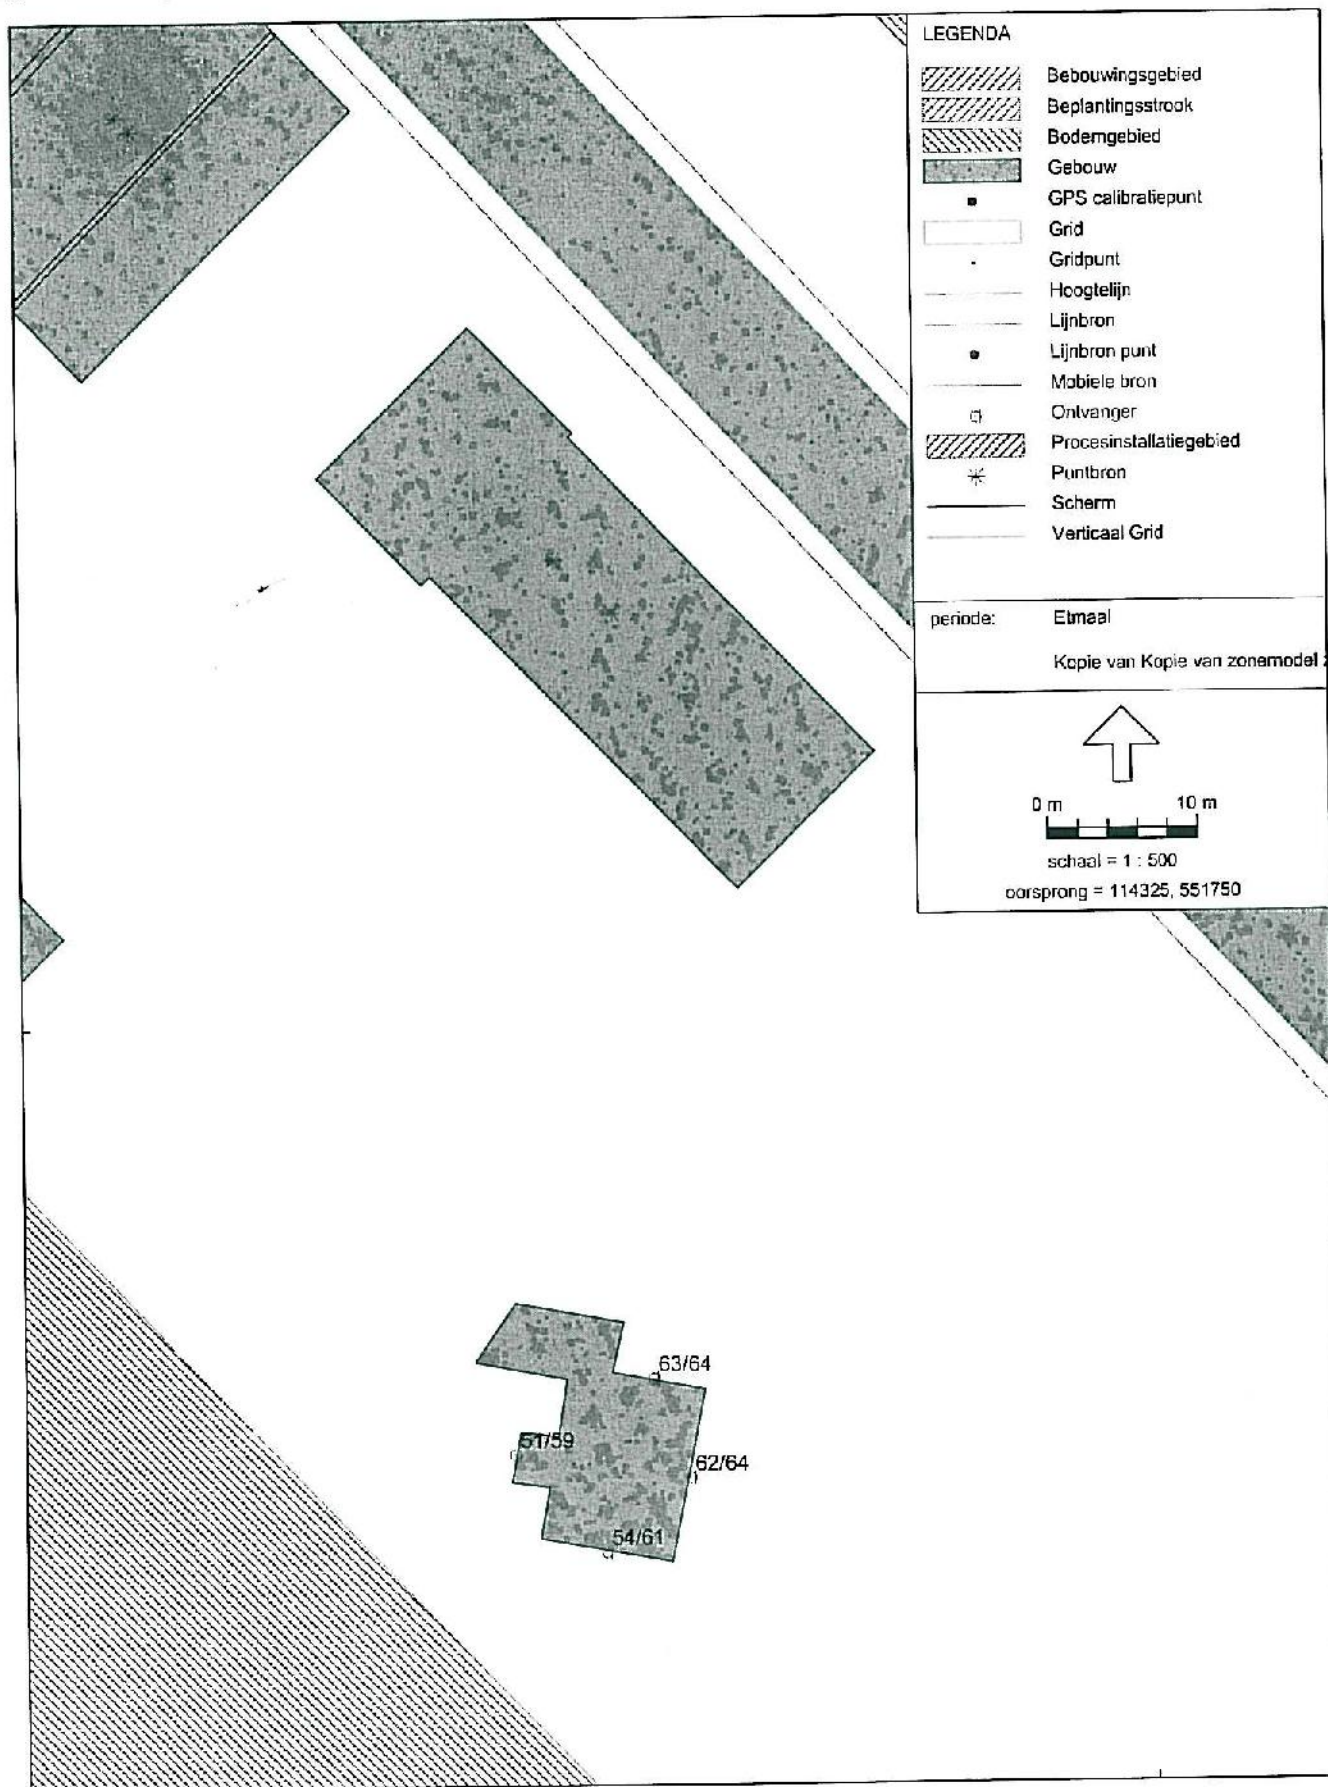 LEGENDA
Bebouwingsgebied
Beplantingsstrook
Bodemgebied
Gebouw
GPS calibratiepunt
Grid
Gridpunt
Hoogtelijn
Lijnbron
Lijnbron punt
Mobiele bron
Ontvanger
Procesinstallatiegebied
Puntbron
Scherm
Verticaal Grid
periode: Etmaal
Kopie van Kopie van zonemodel
0 m 10 m
schaal = 1 : 500
oorsprong = 114325, 551750
63/64
51/59
62/64
54/61